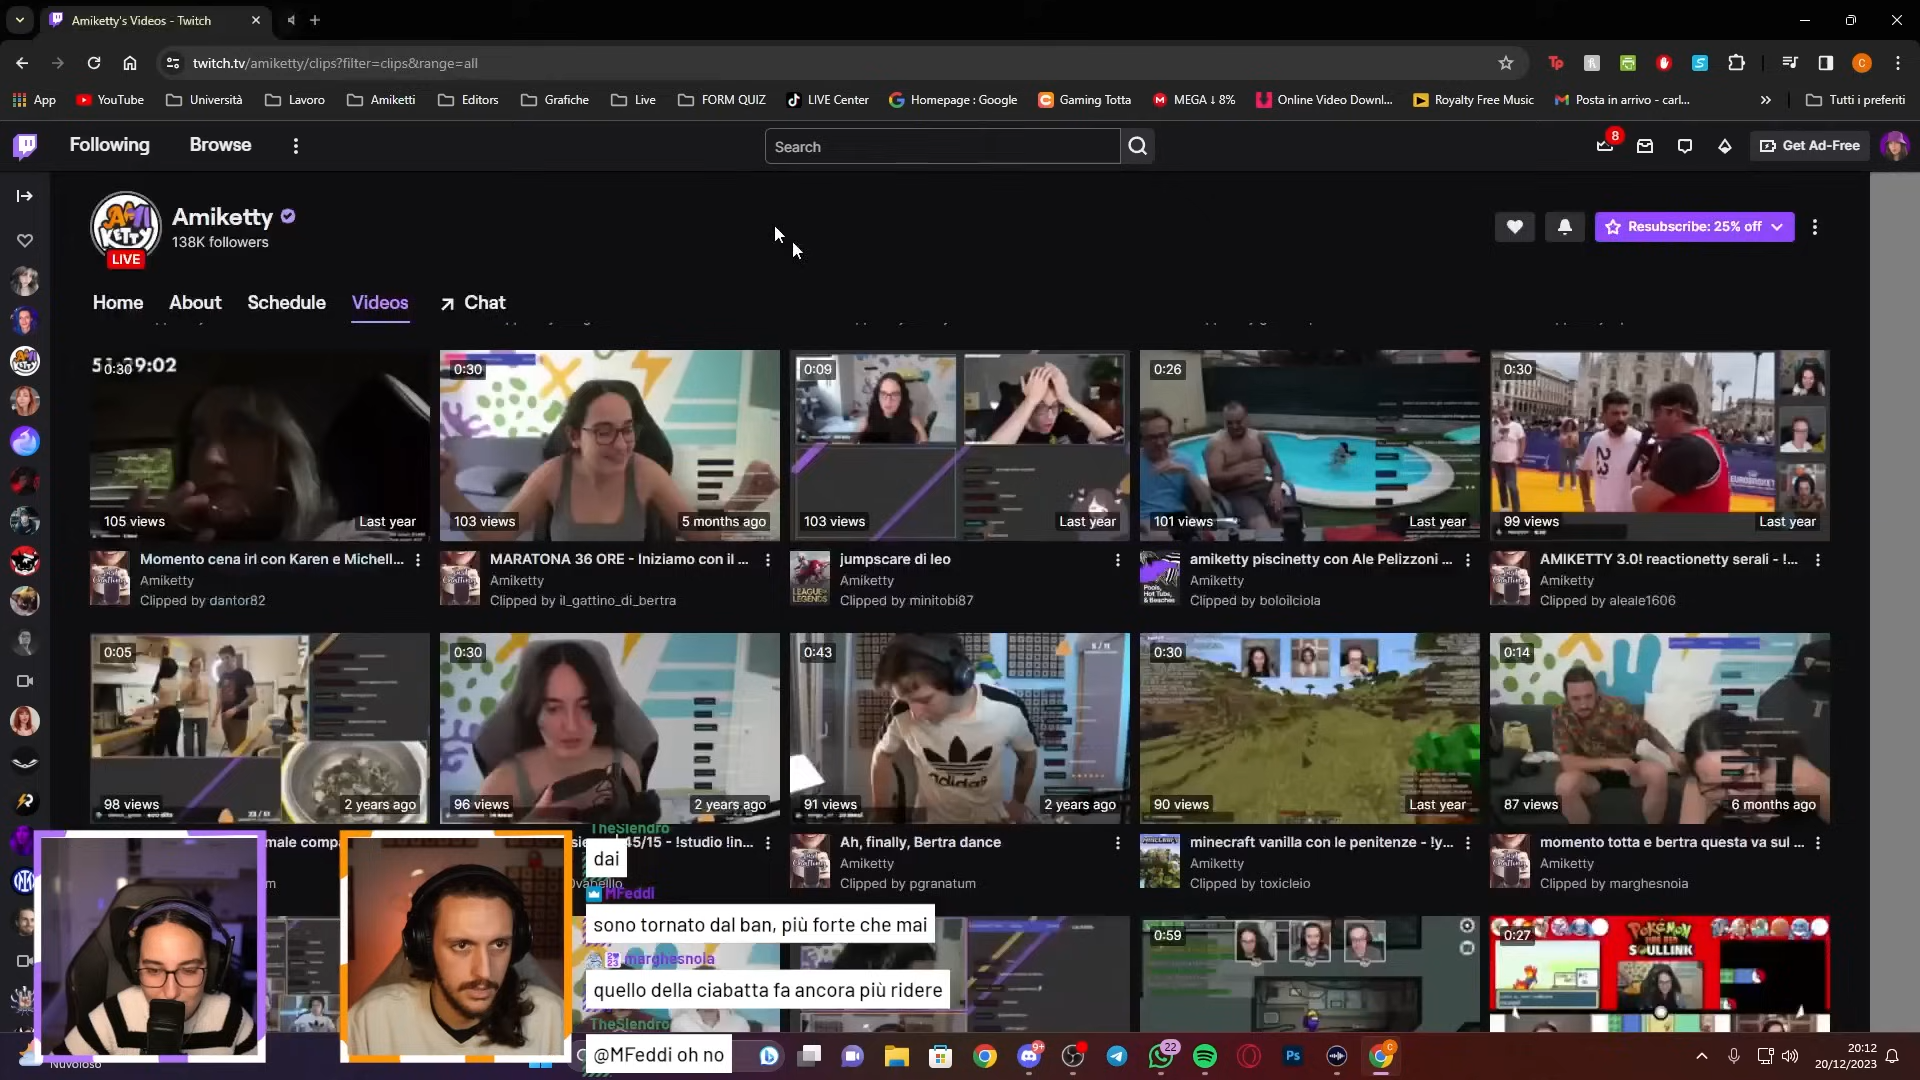 Amiketty's Videos - Twitch
twitch.tv/amiketty/clips?filter=clips&range=all
App
YouTube
Università
Lavoro
Amiketti
Editors
Grafiche
Live
FORM QUIZ
LIVE Center
Homepage : Google
Gaming Totta
MEGA ⇂ 8%
Online Video Downl...
Royalty Free Music
Posta in arrivo - carl...
Tutti i preferiti
Following
Browse
Search
8
Get Ad-Free
Amiketty
138K followers
LIVE
Resubscribe: 25% off
Home
About
Schedule
Videos
Chat
0:30
105 views
Last year
Momento cena irl con Karen e Michell...
Amiketty
Clipped by dantor82
0:30
103 views
5 months ago
MARATONA 36 ORE - Iniziamo con il ...
Amiketty
Clipped by il_gattino_di_bertra
0:09
103 views
Last year
jumpscare di leo
Amiketty
Clipped by minitobi87
0:26
101 views
Last year
amiketty piscinetty con Ale Pelizzoni ...
Amiketty
Clipped by boloilciola
0:30
99 views
Last year
AMIKETTY 3.0! reactionetty serali - !...
Amiketty
Clipped by aleale1606
0:05
98 views
2 years ago
0:30
96 views
2 years ago
45/15 - !studio !in...
0:43
91 views
2 years ago
Ah, finally, Bertra dance
Amiketty
Clipped by pgranatum
0:30
90 views
Last year
minecraft vanilla con le penitenze - !y...
Amiketty
Clipped by toxicleio
0:14
87 views
6 months ago
momento totta e bertra questa va sul ...
Amiketty
Clipped by marghesnoia
0:59
0:27
POKÉMON
SOULLINK
TheSlendro
dai
MFeddi
sono tornato dal ban, più forte che mai
marghesnoia
quello della ciabatta fa ancora più ridere
TheSlendro
@MFeddi oh no
Nuvoloso
9+
22
20:12
20/12/2023